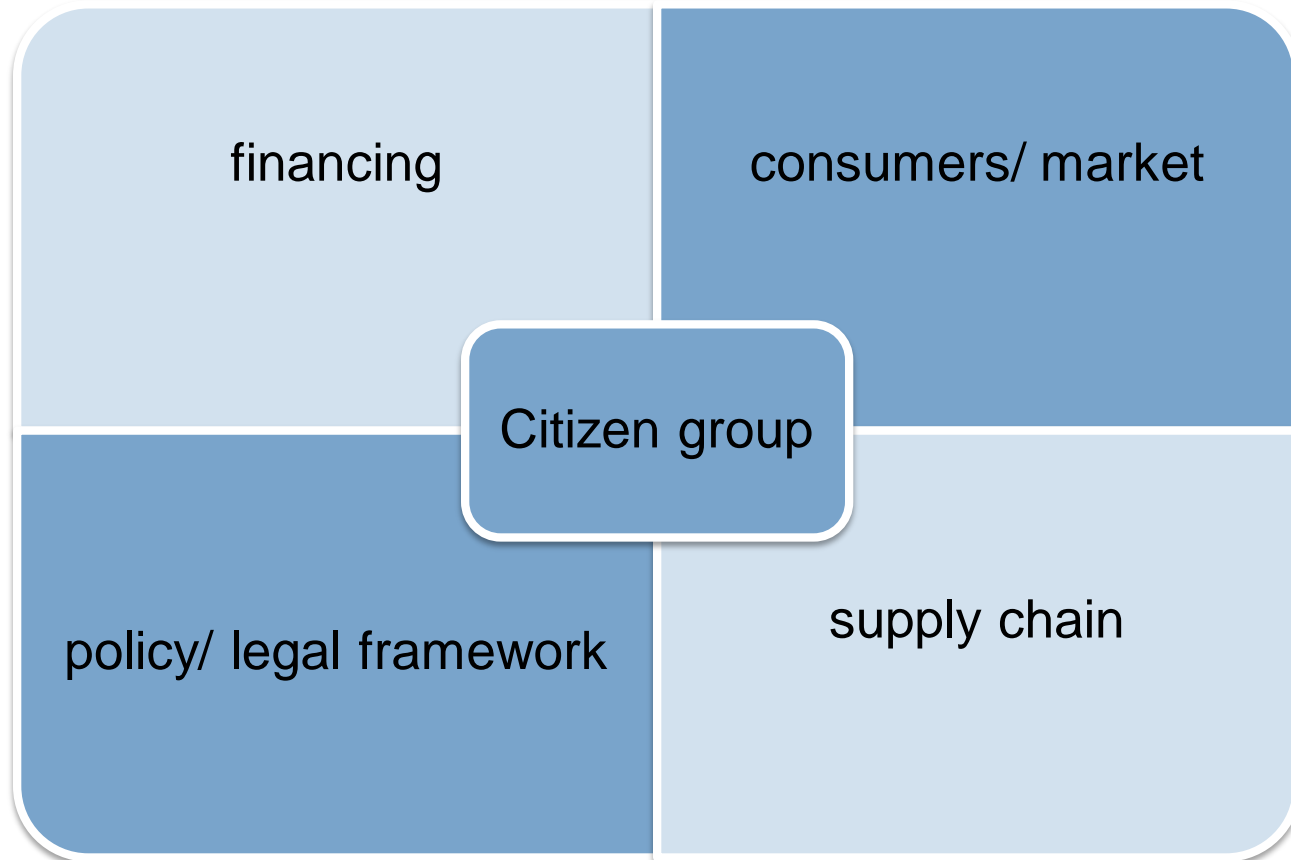 financing
consumers/ market
Citizen group
policy/ legal framework
supply chain